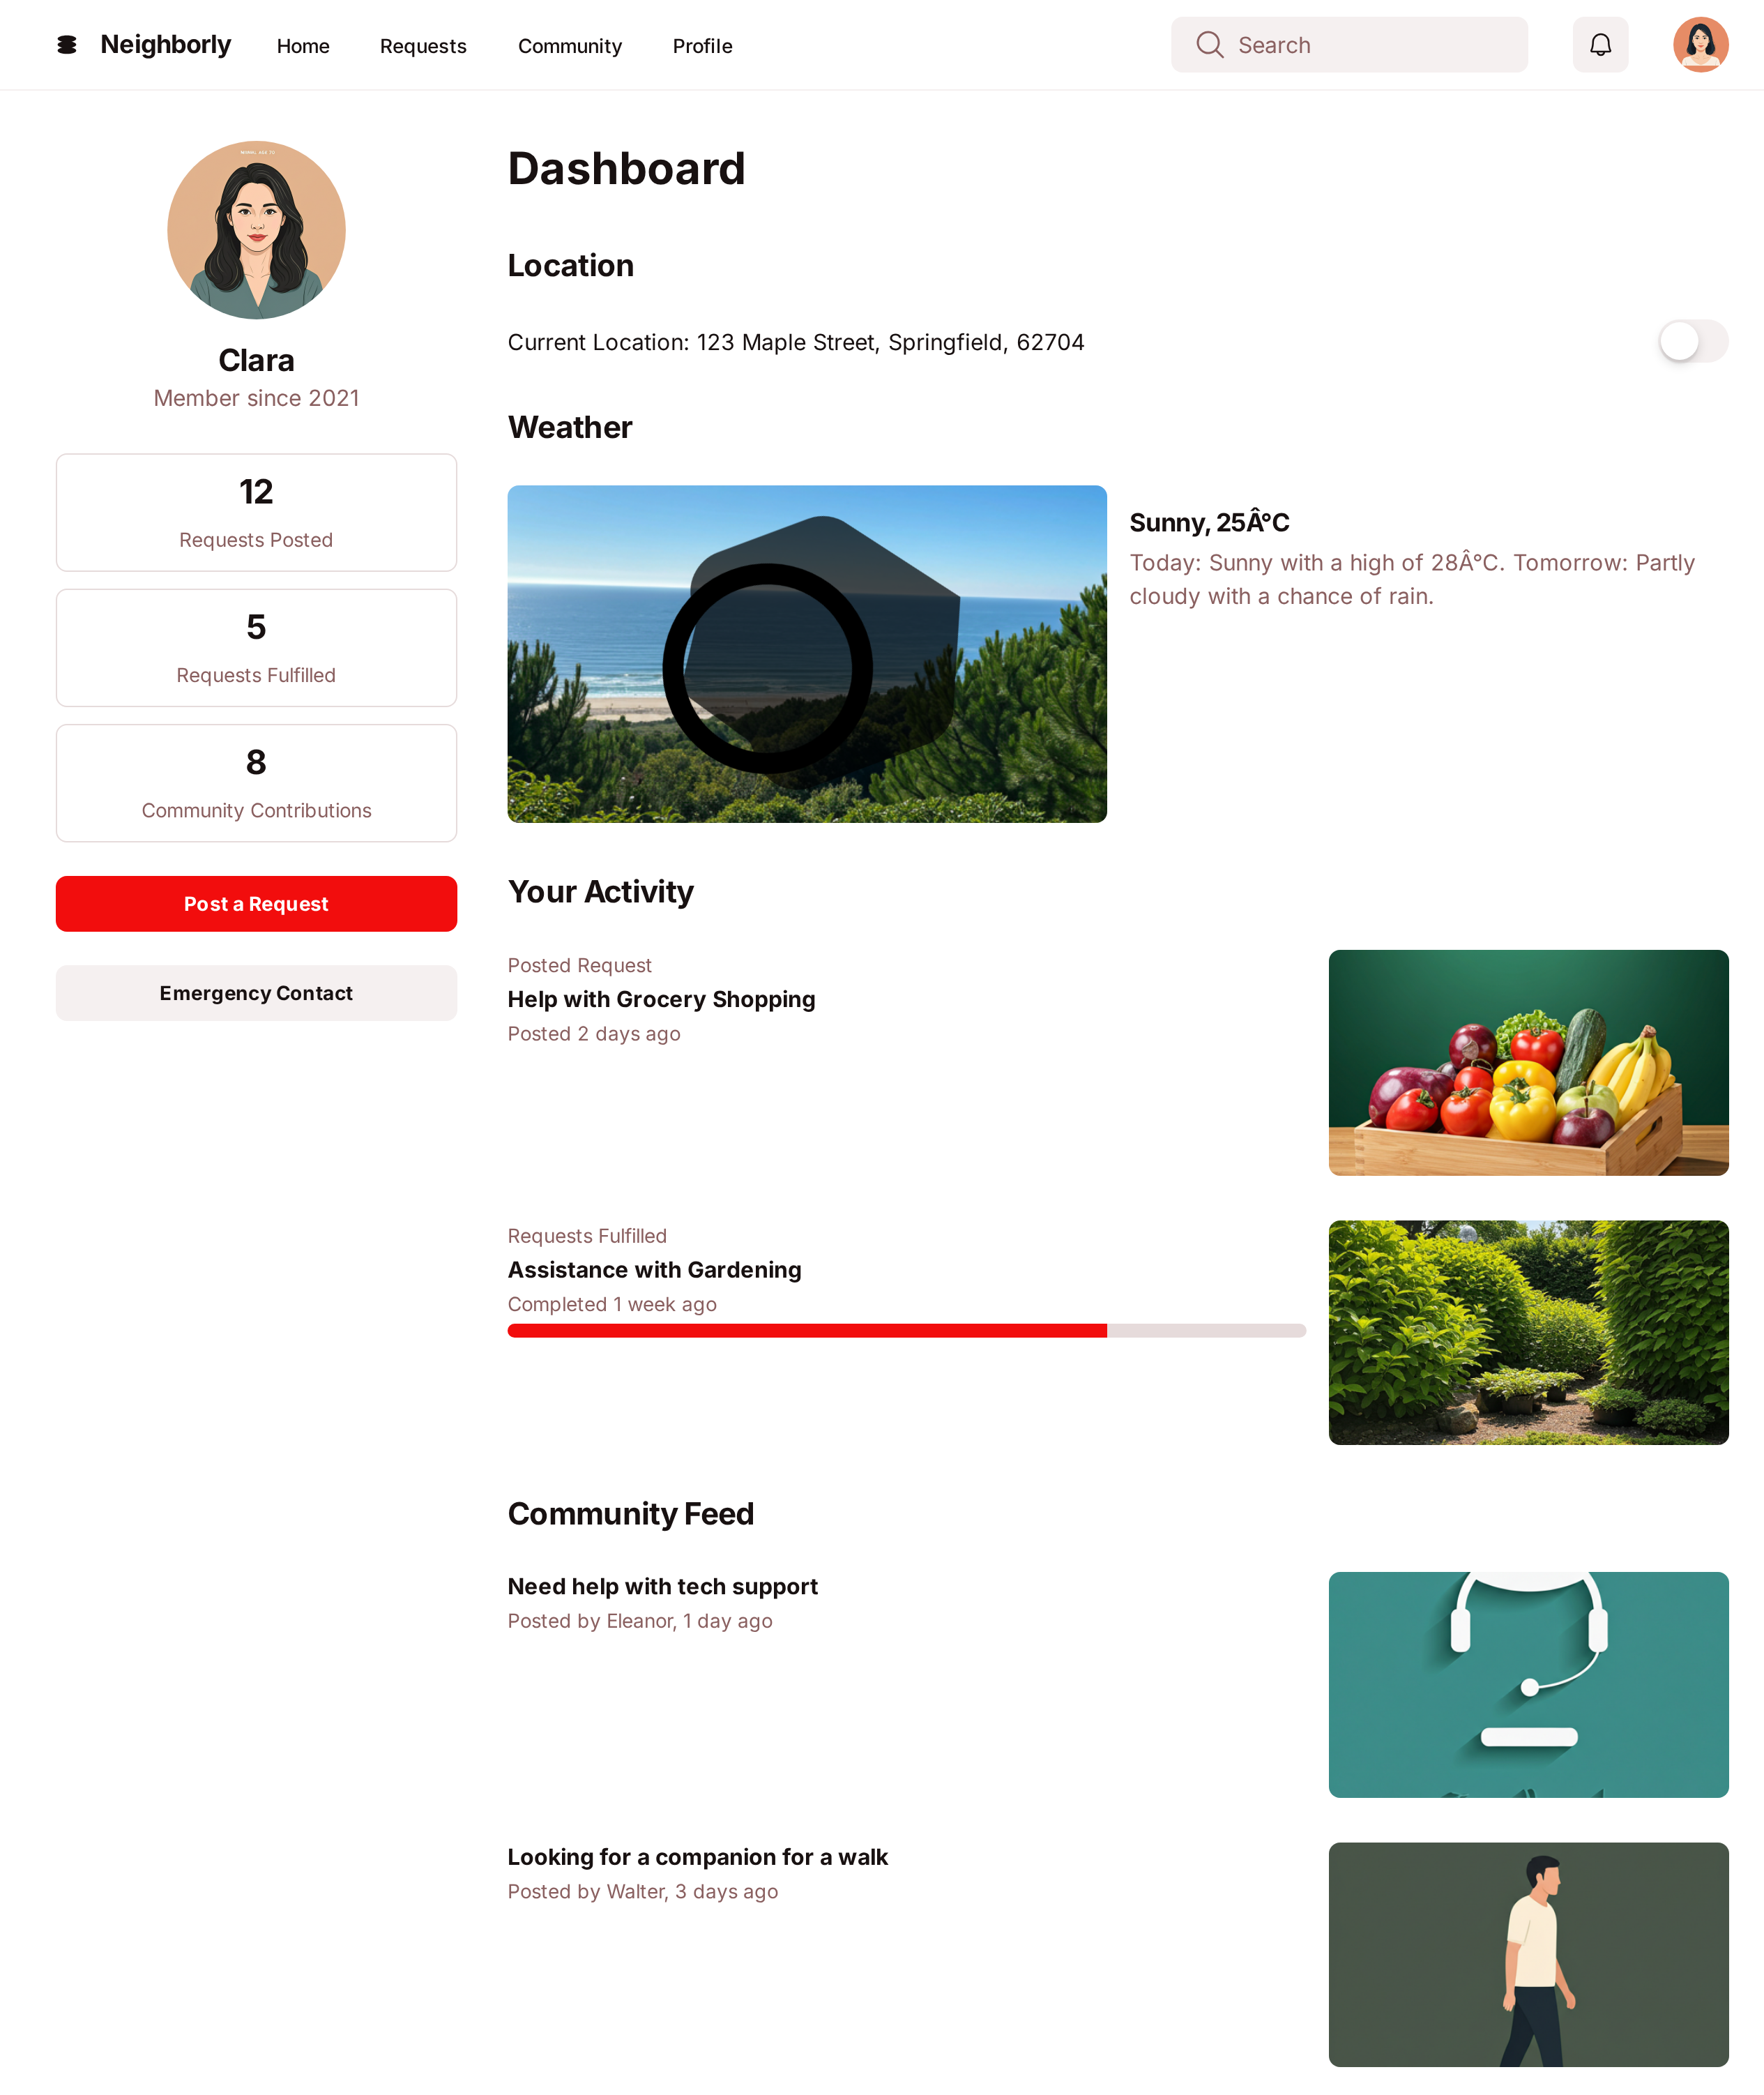 Neighborly
Home
Requests
Community
Profile
Search
Clara
Member since 2021
12
Requests Posted
5
Requests Fulfilled
8
Community Contributions
Post a Request
Emergency Contact
Dashboard
Location
Current Location: 123 Maple Street, Springfield, 62704
Weather
Sunny, 25Â°C
Today: Sunny with a high of 28Â°C. Tomorrow: Partly
cloudy with a chance of rain.
Your Activity
Posted Request
Help with Grocery Shopping
Posted 2 days ago
Requests Fulfilled
Assistance with Gardening
Completed 1 week ago
Community Feed
Need help with tech support
Posted by Eleanor, 1 day ago
Looking for a companion for a walk
Posted by Walter, 3 days ago